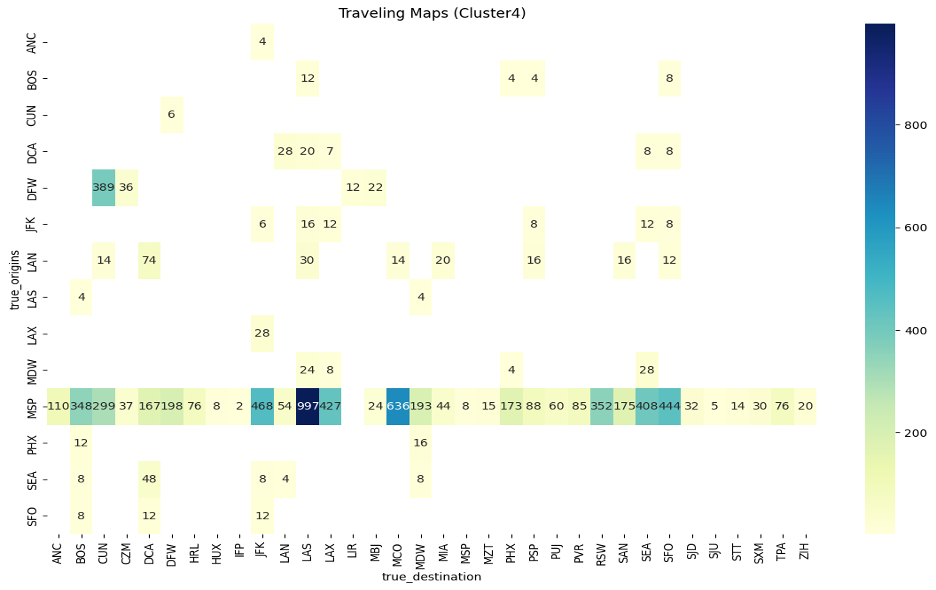 Traveling Maps (Cluster4)
ANC 4
BOS 12 4 4 8
CUN 6
DCA 28 20 7 8 8
DFW 389 36 12 22
JFK 6 16 12 8 12 8
LAN 14 74 30 14 20 16 16 12
LAS 4 4
LAX 28
MDW 24 8 4 28
MSP 110 348 299 37 167 198 76 8 2 468 54 997 427 24 636 193 44 8 15 173 88 60 85 352 175 408 444 32 5 14 30 76 20
PHX 12 16
SEA 8 48 8 4 8
SFO 8 12 12
true_origins
ANC BOS CUN CZM DCA DFW HRL HUX IFP JFK LAN LAS LAX LIR MBJ MCO MDW MIA MSP MZT PHX PSP PUJ PVR RSW SAN SEA SFO SJD SJU STT SXM TPA ZIH
true_destination
800
600
400
200